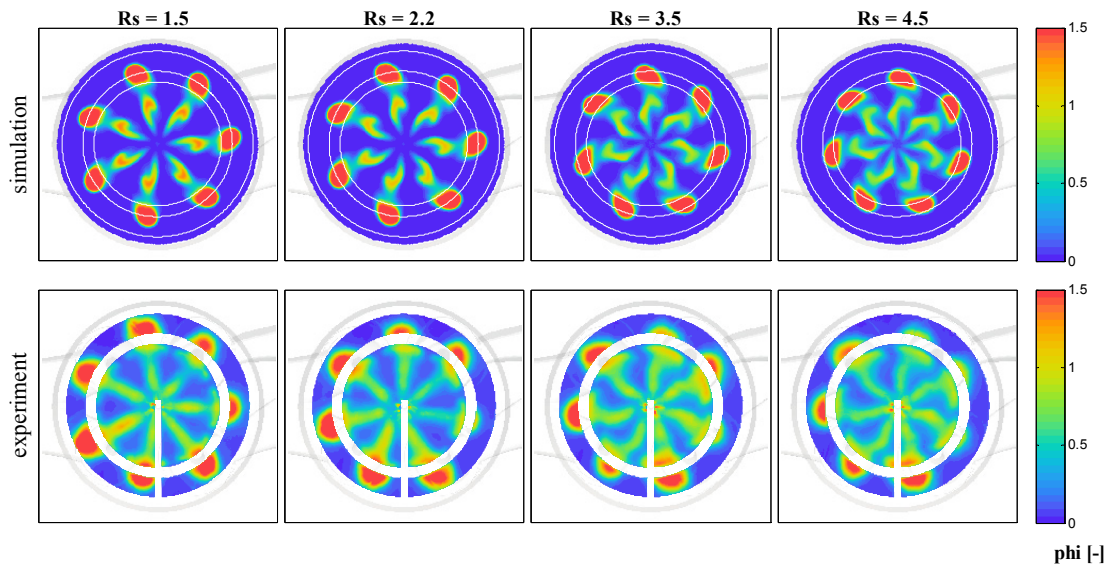 Rs = 1.5 Rs = 2.2 Rs = 3.5 Rs = 4.5
simulation
1.5
1
0.5
0
experiment
1.5
1
0.5
0
phi [-]